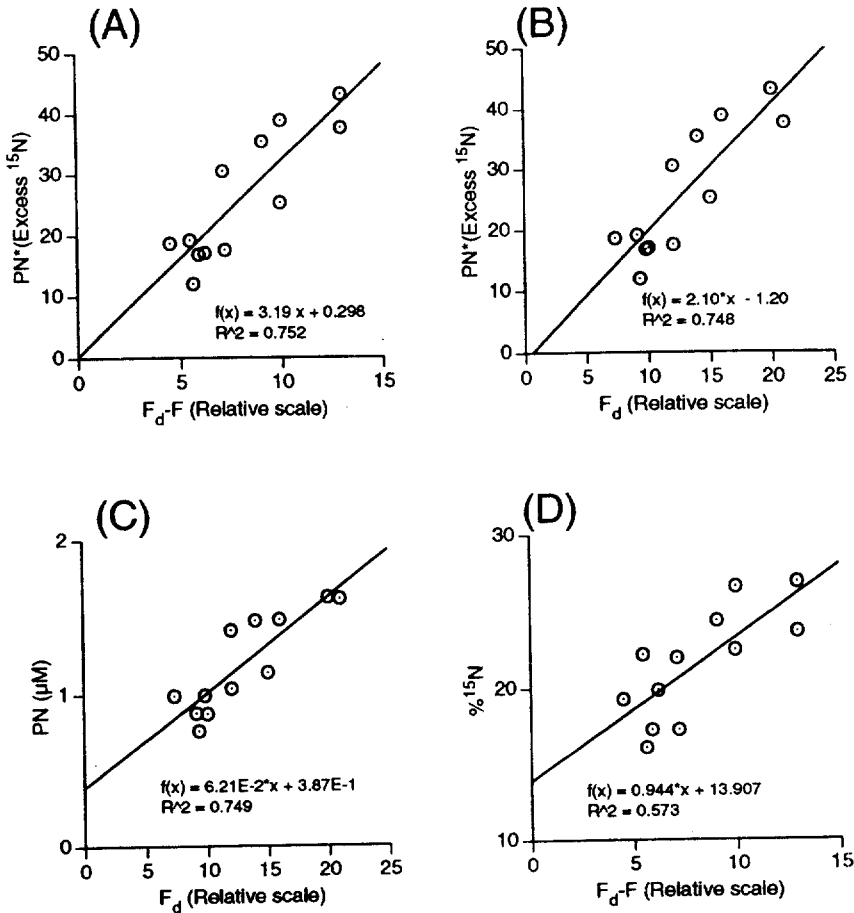 (A)
50
40
30
20
10
0
PN*(Excess ¹⁵N)
f(x) = 3.19 x + 0.298
R^2 = 0.752
0 5 10 15
F_d-F (Relative scale)
(B)
50
40
30
20
10
0
PN*(Excess ¹⁵N)
f(x) = 2.10*x - 1.20
R^2 = 0.748
0 5 10 15 20 25
F_d (Relative scale)
(C)
2
1
0
PN (µM)
f(x) = 6.21E-2*x + 3.87E-1
R^2 = 0.749
0 5 10 15 20 25
F_d (Relative scale)
(D)
30
20
10
%¹⁵N
f(x) = 0.944*x + 13.907
R^2 = 0.573
0 5 10 15
F_d-F (Relative scale)